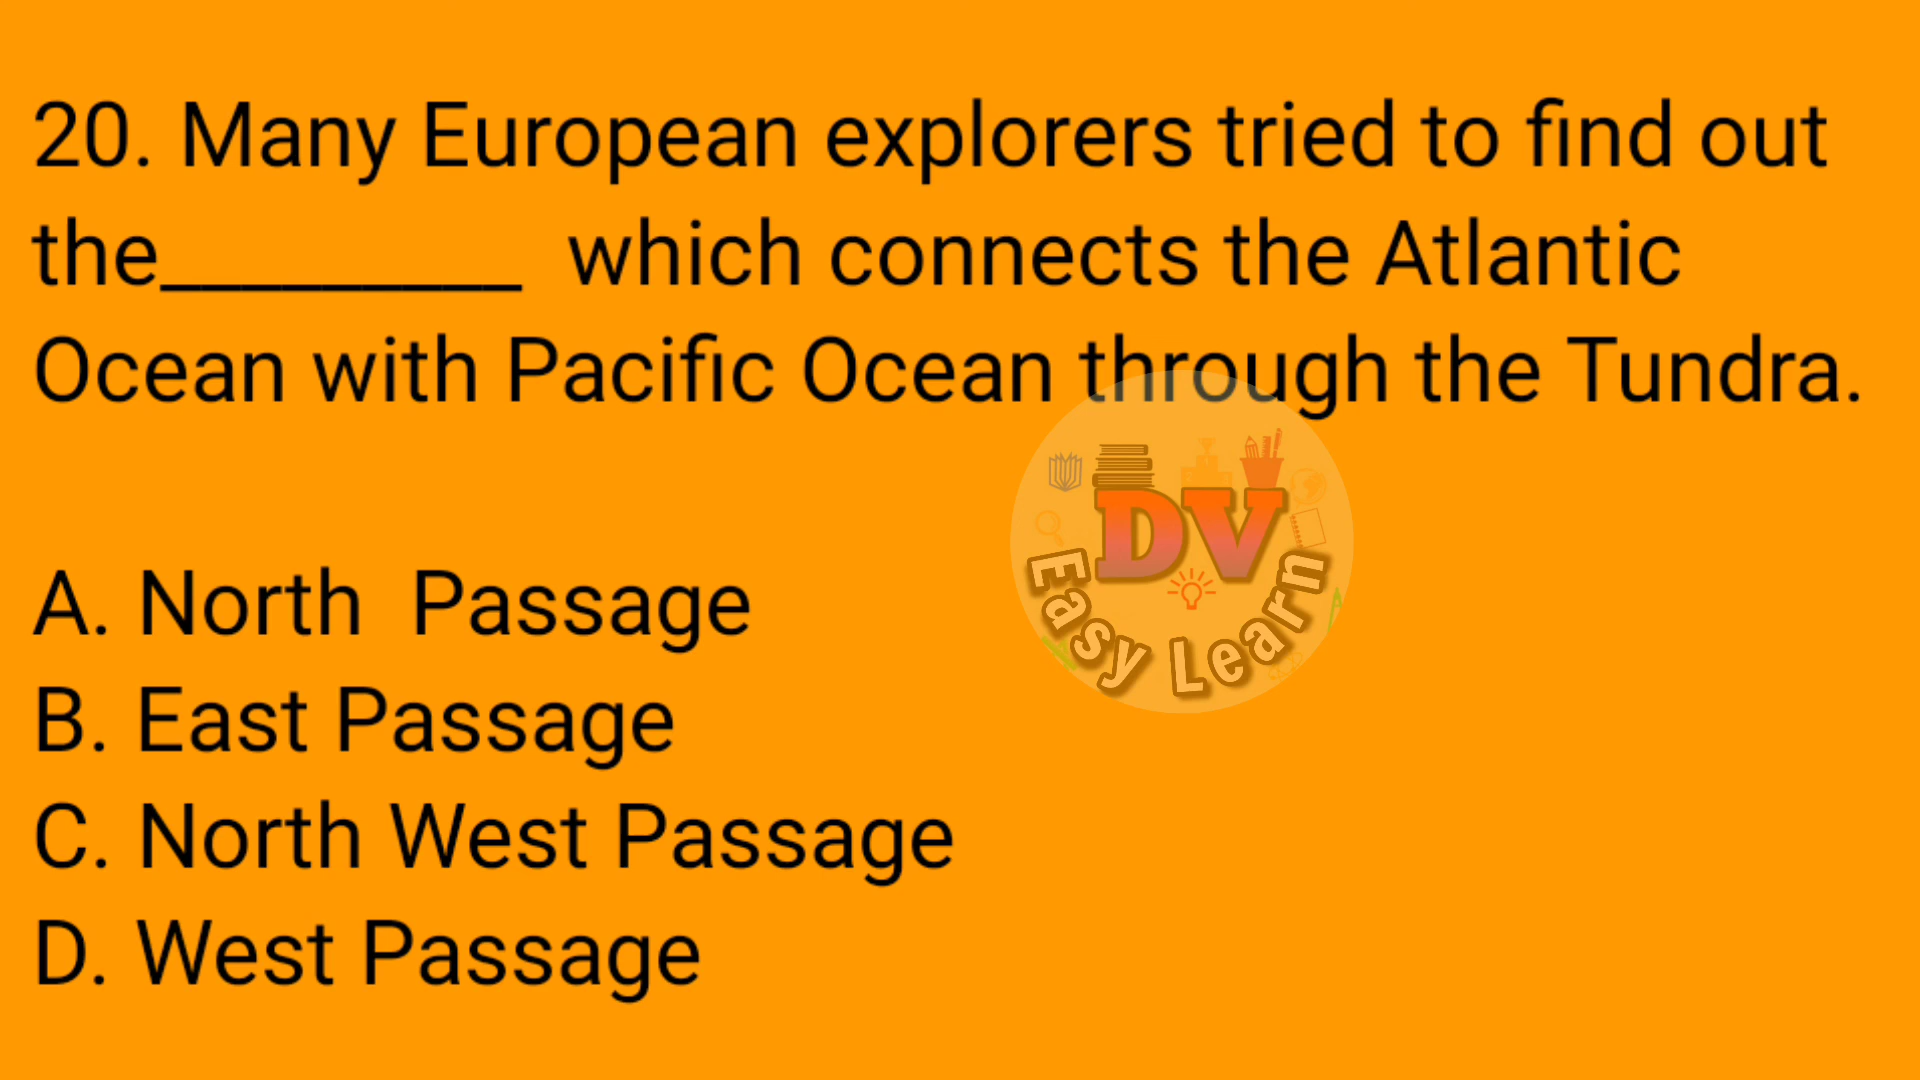 20. Many European explorers tried to find out
the_________ which connects the Atlantic
Ocean with Pacific Ocean through the Tundra.
DV
Easy Learn
A. North  Passage
B. East Passage
C. North West Passage
D. West Passage